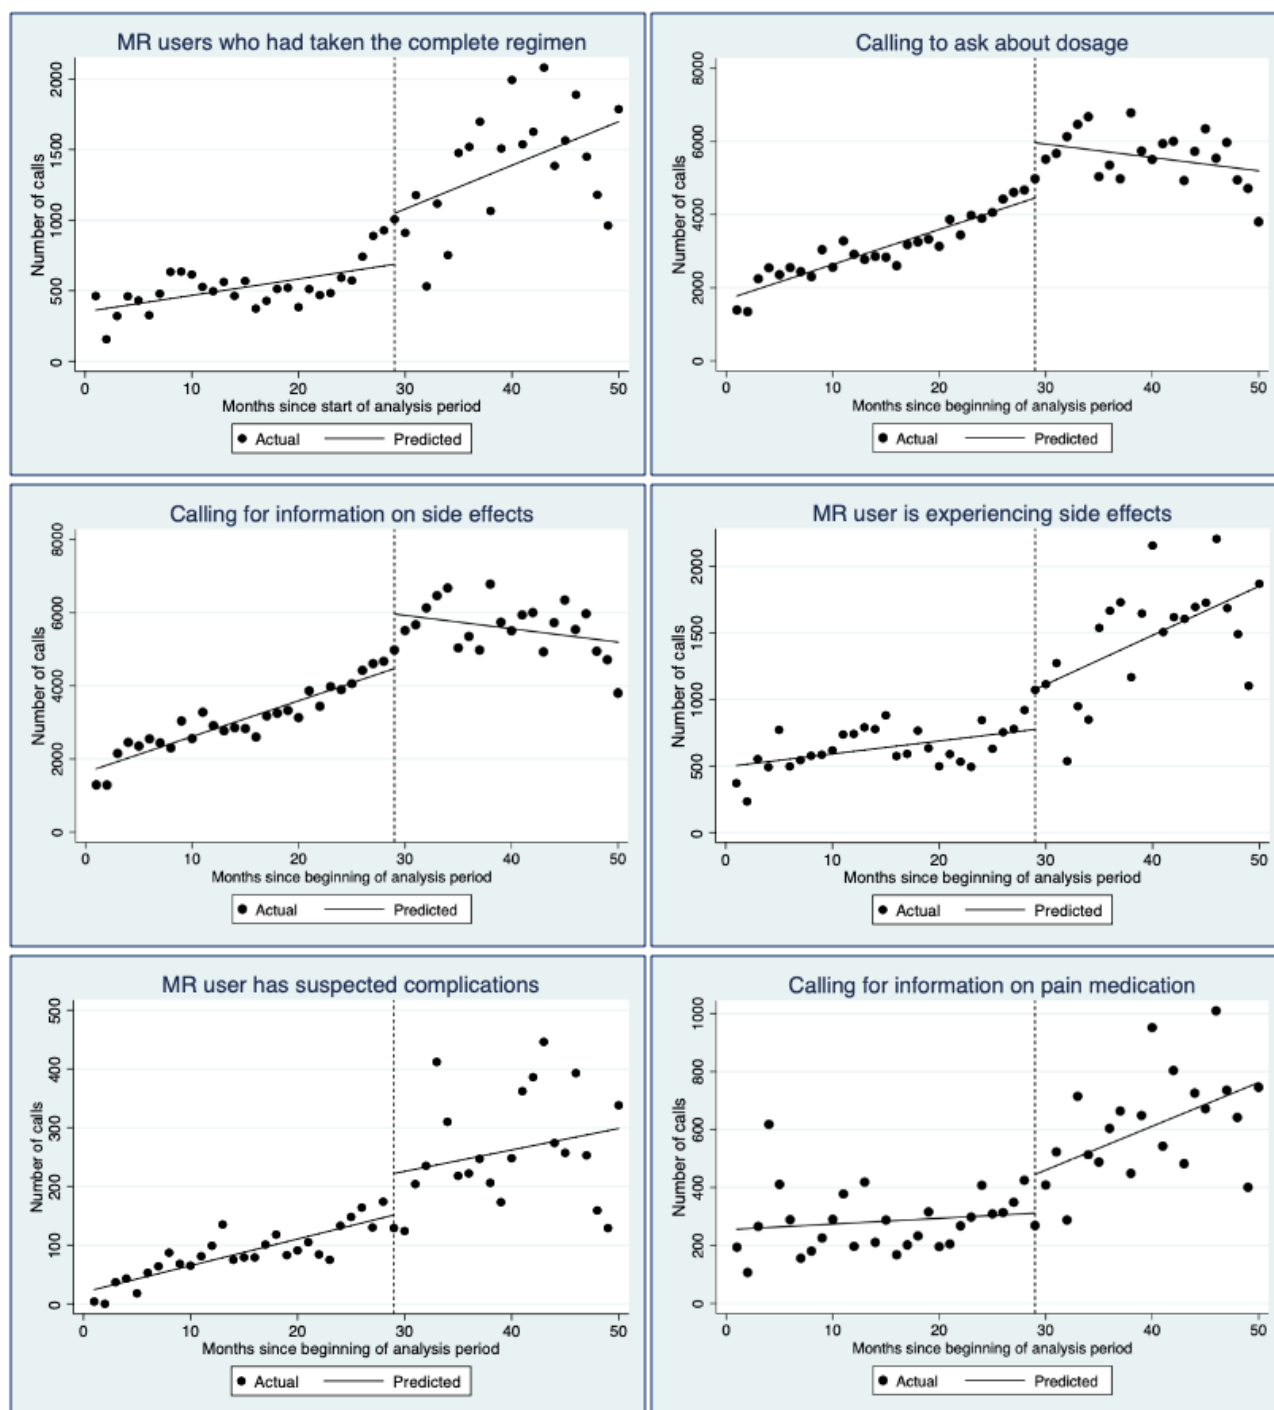 MR users who had taken the complete regimen
Number of calls
2000
1500
1000
500
0
0 10 20 30 40 50
Months since start of analysis period
Actual Predicted
Calling to ask about dosage
Number of calls
8000
6000
4000
2000
0
0 10 20 30 40 50
Months since beginning of analysis period
Actual Predicted
Calling for information on side effects
Number of calls
8000
6000
4000
2000
0
0 10 20 30 40 50
Months since beginning of analysis period
Actual Predicted
MR user is experiencing side effects
Number of calls
2000
1500
1000
500
0
0 10 20 30 40 50
Months since beginning of analysis period
Actual Predicted
MR user has suspected complications
Number of calls
500
400
300
200
100
0
0 10 20 30 40 50
Months since beginning of analysis period
Actual Predicted
Calling for information on pain medication
Number of calls
1000
800
600
400
200
0
0 10 20 30 40 50
Months since beginning of analysis period
Actual Predicted